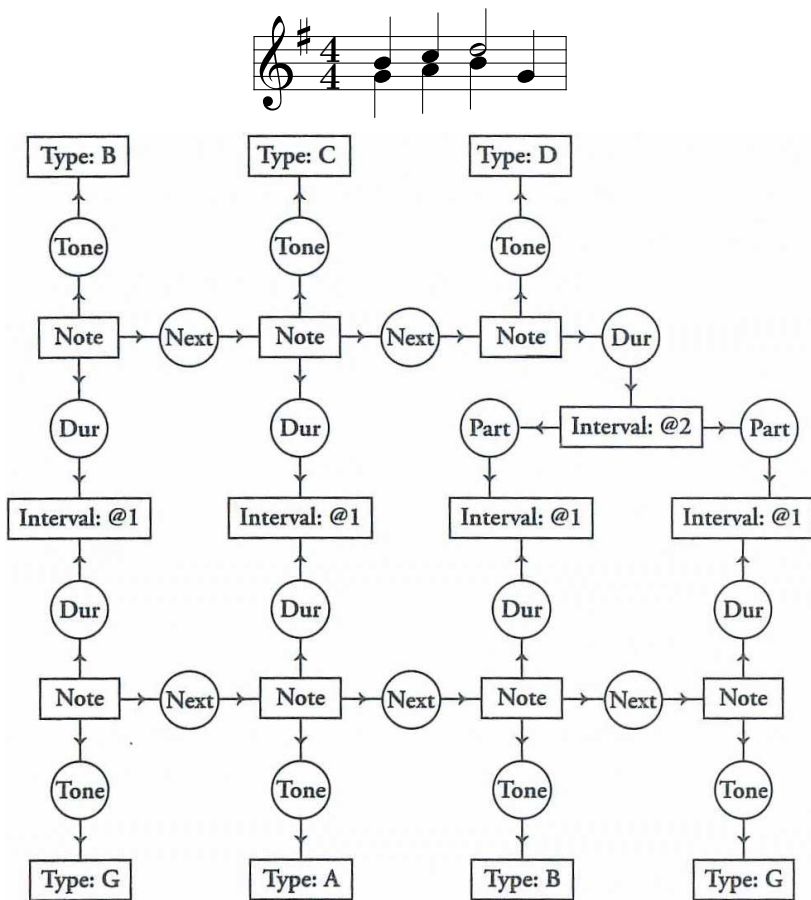 4
4
Type: B Type: C Type: D
Tone Tone Tone
Note Next Note Next Note Dur
Dur Dur Part Interval: @2 Part
Interval: @1 Interval: @1 Interval: @1 Interval: @1
Dur Dur Dur Dur
Note Next Note Next Note Next Note
Tone Tone Tone Tone
Type: G Type: A Type: B Type: G